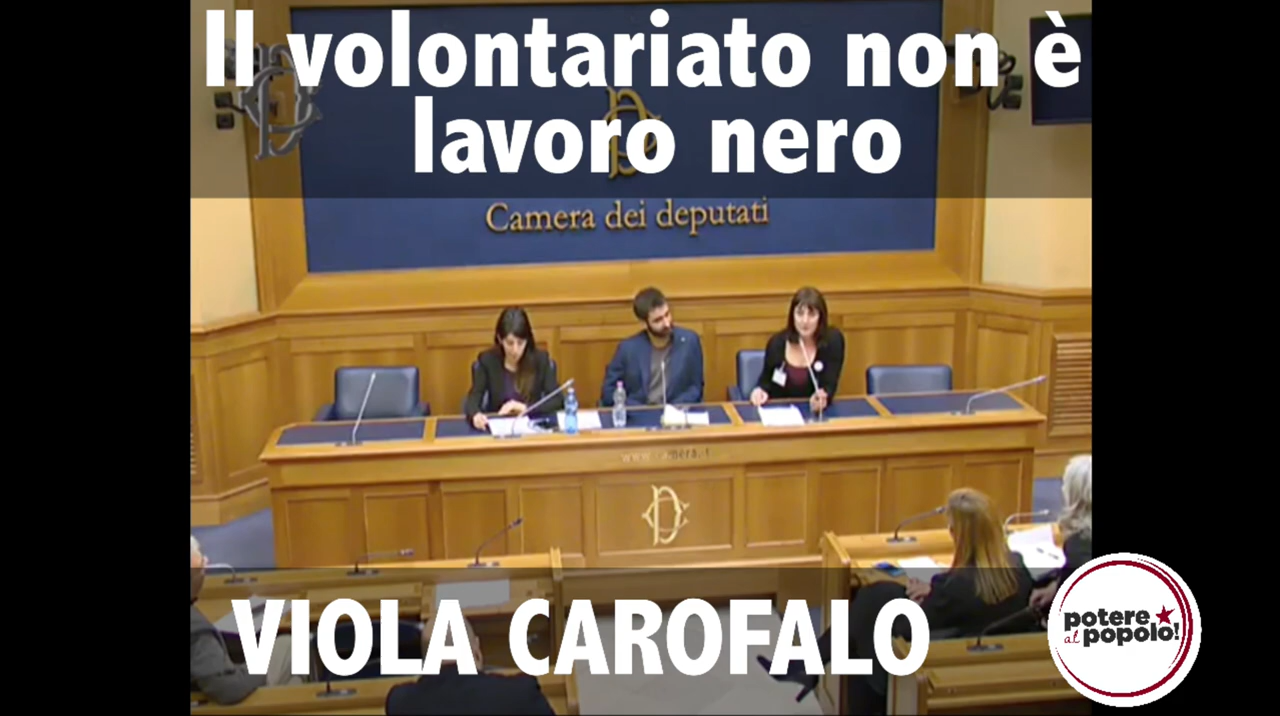 Il volontariato non è
lavoro nero
Camera dei deputati
VIOLA CAROFALO
potere
al popolo!